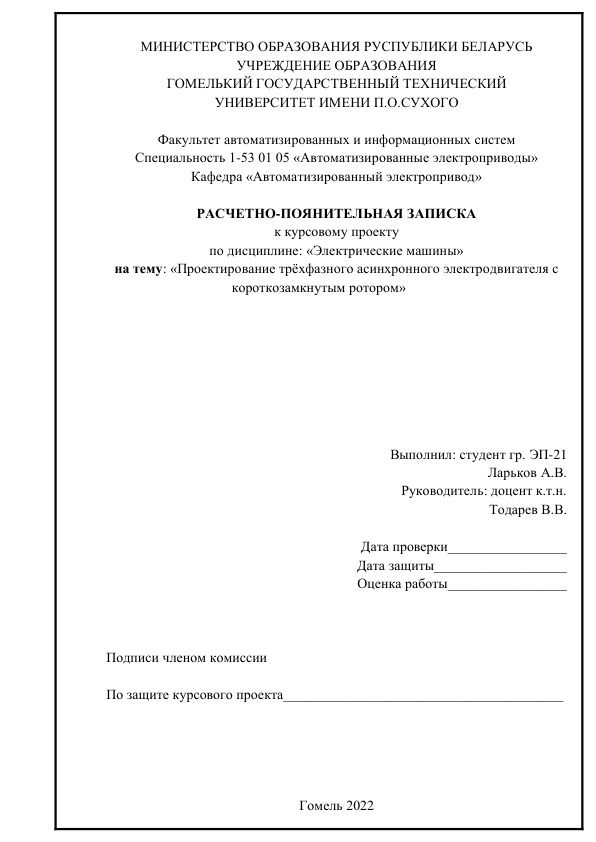 МИНИСТЕРСТВО ОБРАЗОВАНИЯ РУСПУБЛИКИ БЕЛАРУСЬ
УЧРЕЖДЕНИЕ ОБРАЗОВАНИЯ
ГОМЕЛЬКИЙ ГОСУДАРСТВЕННЫЙ ТЕХНИЧЕСКИЙ
УНИВЕРСИТЕТ ИМЕНИ П.О.СУХОГО
Факультет автоматизированных и информационных систем
Специальность 1-53 01 05 «Автоматизированные электроприводы»
Кафедра «Автоматизированный электропривод»
РАСЧЕТНО-ПОЯНИТЕЛЬНАЯ ЗАПИСКА
к курсовому проекту
по дисциплине: «Электрические машины»
на тему: «Проектирование трёхфазного асинхронного электродвигателя с
короткозамкнутым ротором»
Выполнил: студент гр. ЭП-21
Ларьков А.В.
Руководитель: доцент к.т.н.
Тодарев В.В.
Дата проверки_________________
Дата защиты___________________
Оценка работы_________________
Подписи членом комиссии
По защите курсового проекта________________________________________
Гомель 2022